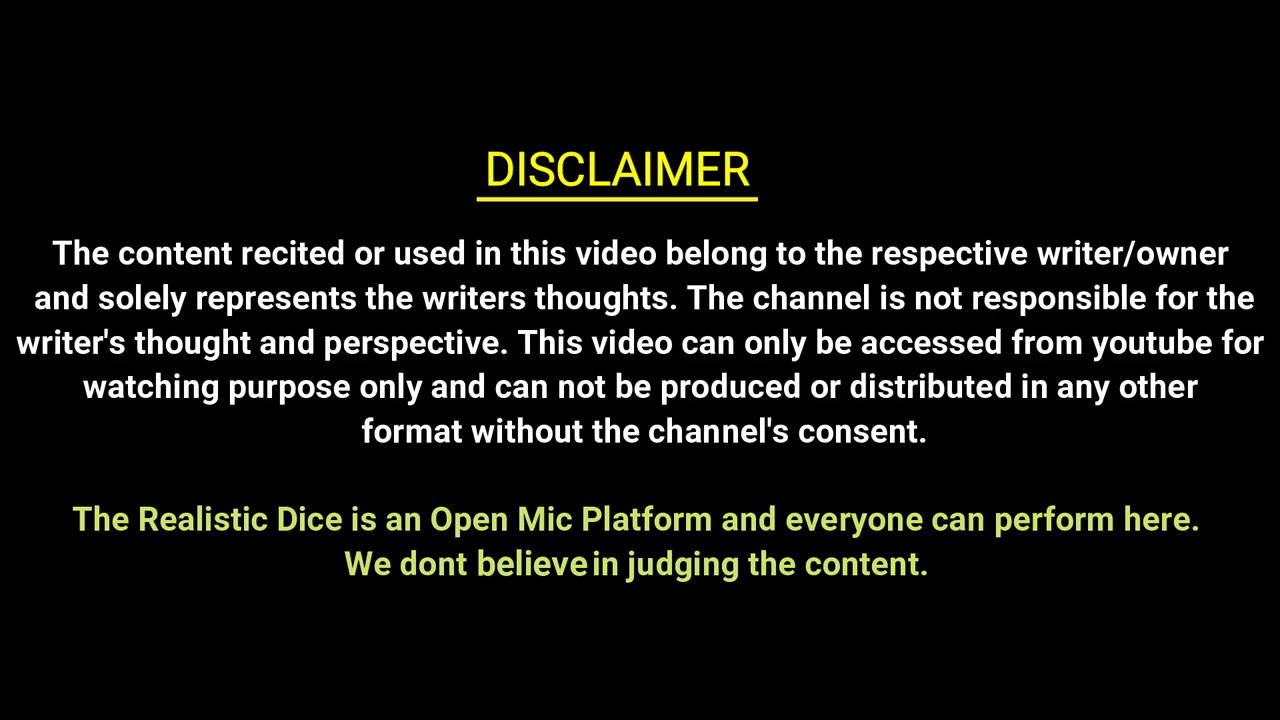 DISCLAIMER
The content recited or used in this video belong to the respective writer/owner
and solely represents the writers thoughts. The channel is not responsible for the
writer's thought and perspective. This video can only be accessed from youtube for
watching purpose only and can not be produced or distributed in any other
format without the channel's consent.
The Realistic Dice is an Open Mic Platform and everyone can perform here.
We dont believe in judging the content.